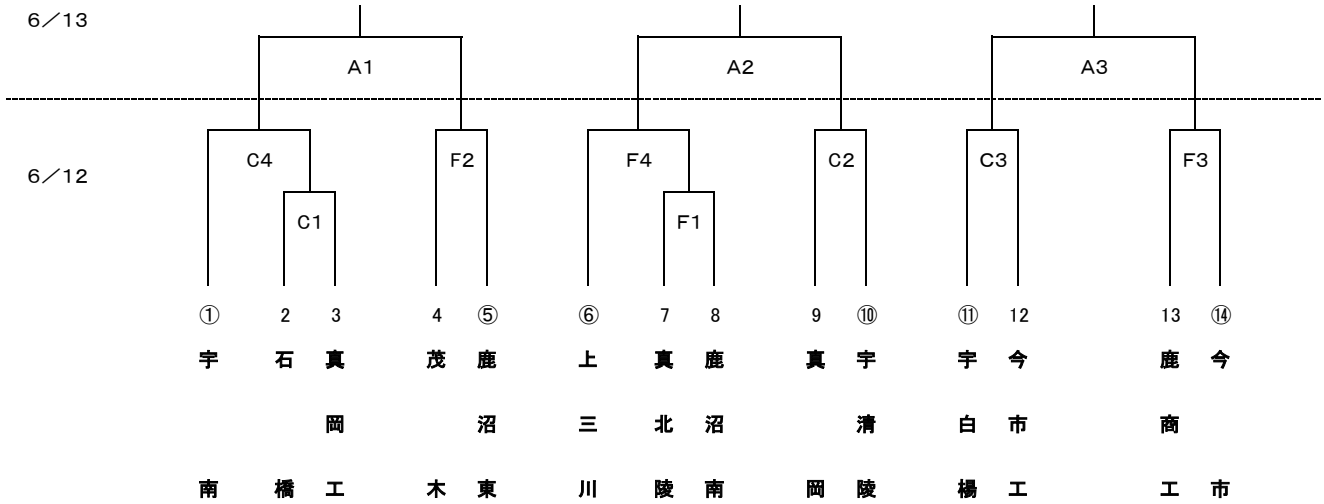 6／13
A1 A2 A3
C4 F2 F4 C2 C3 F3
6／12
C1 F1
① 2 3 4 ⑤ ⑥ 7 8 9 ⑩ ⑪ 12 13 ⑭
宇南
石橋
真岡工
茂木
鹿沼東
上三川
真北陵
鹿沼南
真岡
宇清陵
宇白楊
今市工
鹿商工
今市